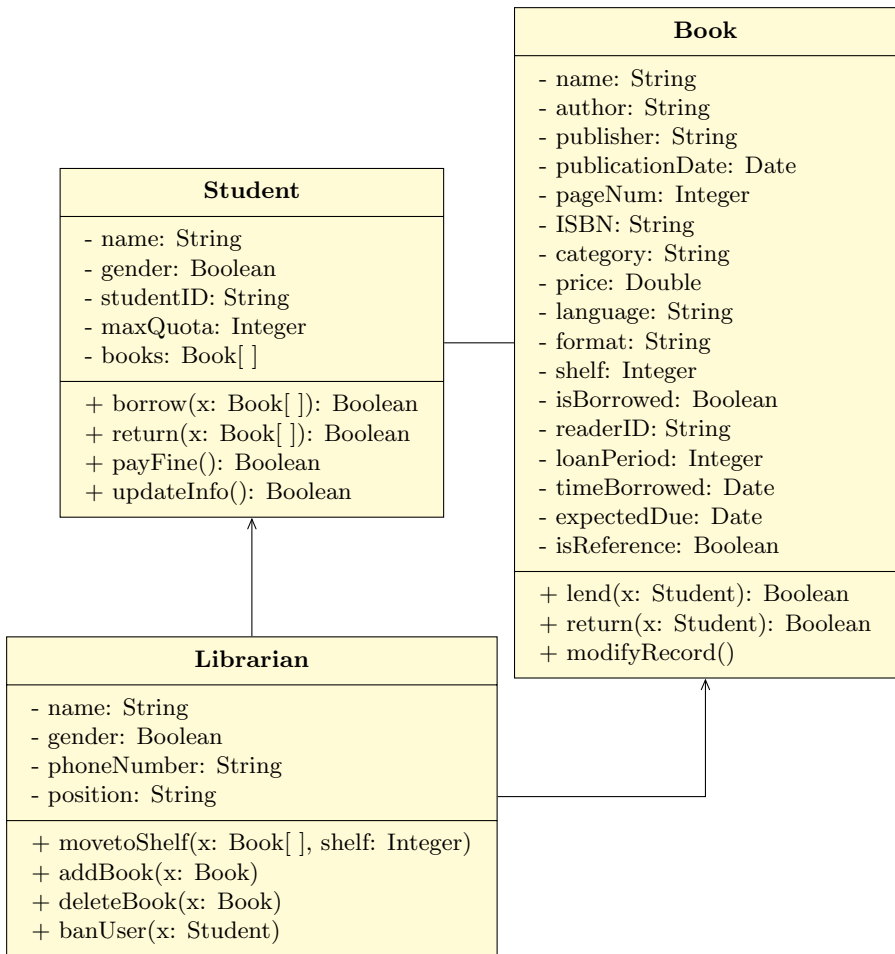 Book
- name: String
- author: String
- publisher: String
- publicationDate: Date
- pageNum: Integer
- ISBN: String
- category: String
- price: Double
- language: String
- format: String
- shelf: Integer
- isBorrowed: Boolean
- readerID: String
- loanPeriod: Integer
- timeBorrowed: Date
- expectedDue: Date
- isReference: Boolean
+ lend(x: Student): Boolean
+ return(x: Student): Boolean
+ modifyRecord()
Student
- name: String
- gender: Boolean
- studentID: String
- maxQuota: Integer
- books: Book[ ]
+ borrow(x: Book[ ]): Boolean
+ return(x: Book[ ]): Boolean
+ payFine(): Boolean
+ updateInfo(): Boolean
Librarian
- name: String
- gender: Boolean
- phoneNumber: String
- position: String
+ movetoShelf(x: Book[ ], shelf: Integer)
+ addBook(x: Book)
+ deleteBook(x: Book)
+ banUser(x: Student)